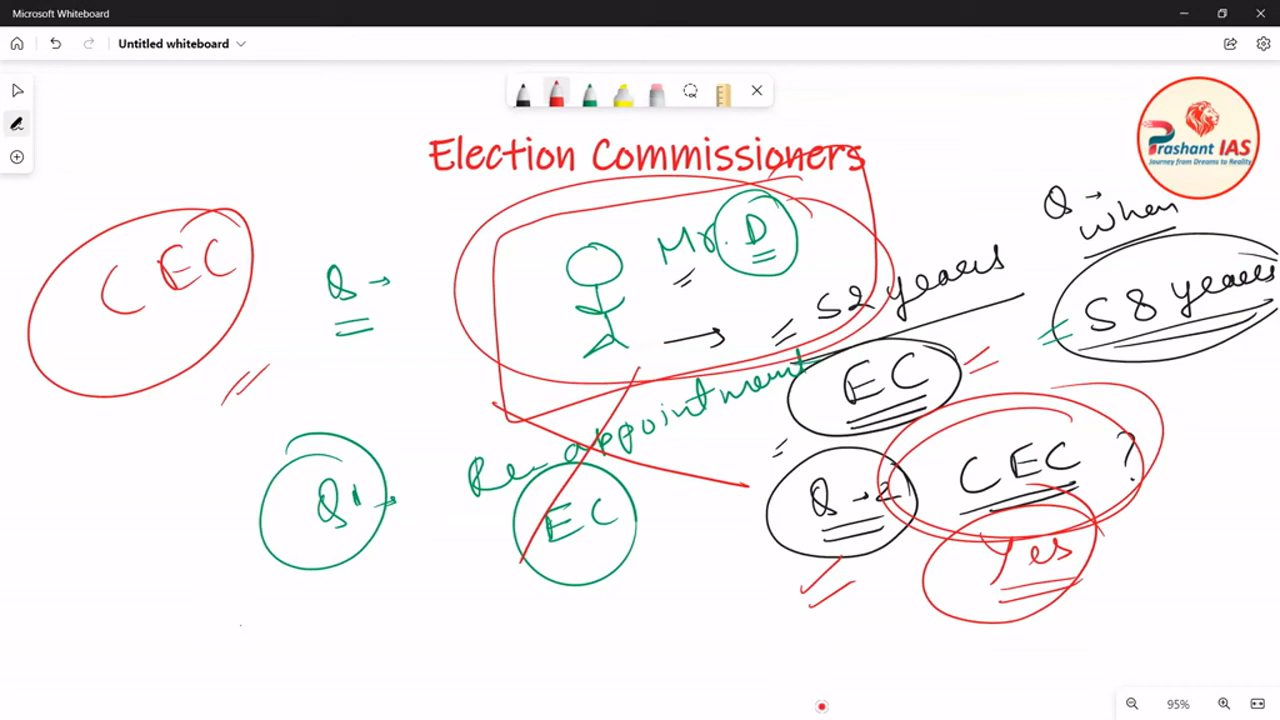 Microsoft Whiteboard
Untitled whiteboard
Election Commissioners
Prashant IAS
Journey from Dreams to Reality
CEC
Q →
Mr. D
→ = 52 years
Q → when
= 58 years
EC
Re-appointment
Q1 →
EC
Q → 2
CEC ?
Yes
95%